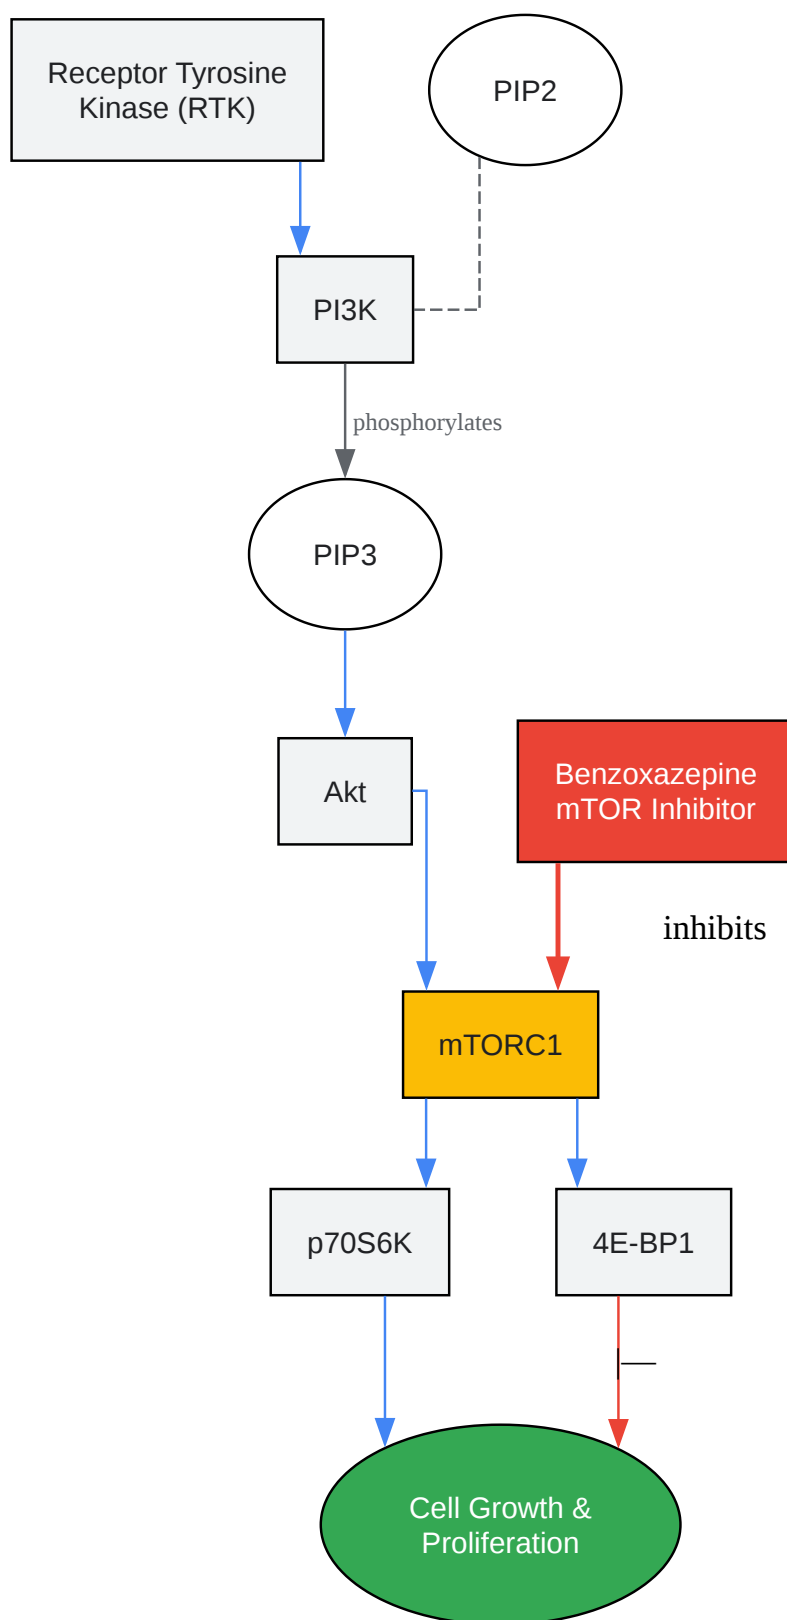 Receptor Tyrosine
Kinase (RTK)
PIP2
PI3K
phosphorylates
PIP3
Akt
Benzoxazepine
mTOR Inhibitor
inhibits
mTORC1
p70S6K
4E-BP1
Cell Growth &
Proliferation